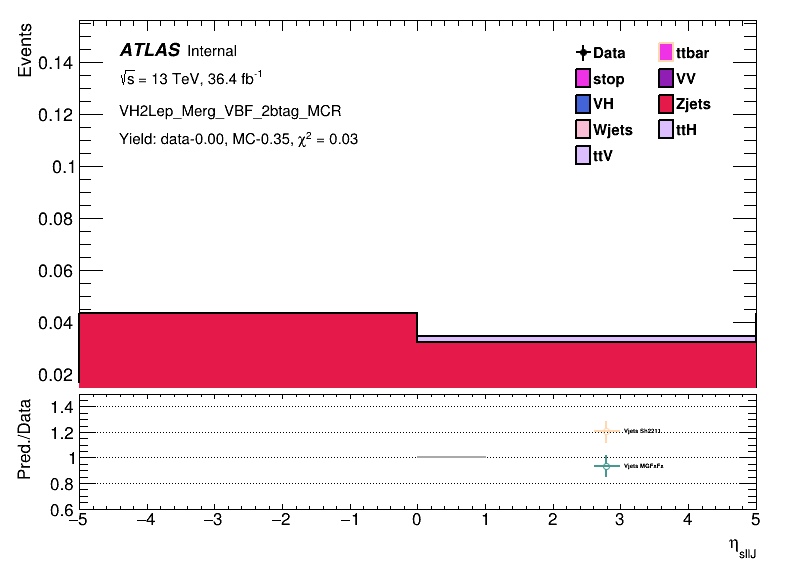 Events
0.14
0.12
0.1
0.08
0.06
0.04
0.02
ATLAS Internal
√s = 13 TeV, 36.4 fb⁻¹
VH2Lep_Merg_VBF_2btag_MCR
Yield: data-0.00, MC-0.35, χ² = 0.03
Data
ttbar
stop
VV
VH
Zjets
Wjets
ttH
ttV
Pred./Data
1.4
1.2
1
0.8
0.6
Vjets Sh2211
Vjets MGFxFx
−5 −4 −3 −2 −1 0 1 2 3 4 5
η_sllJ